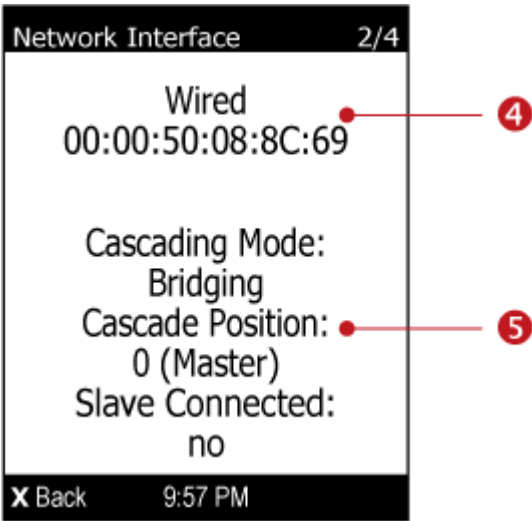 Network Interface 2/4
Wired
00:00:50:08:8C:69
4
Cascading Mode:
Bridging
Cascade Position:
5
0 (Master)
Slave Connected:
no
X Back 9:57 PM